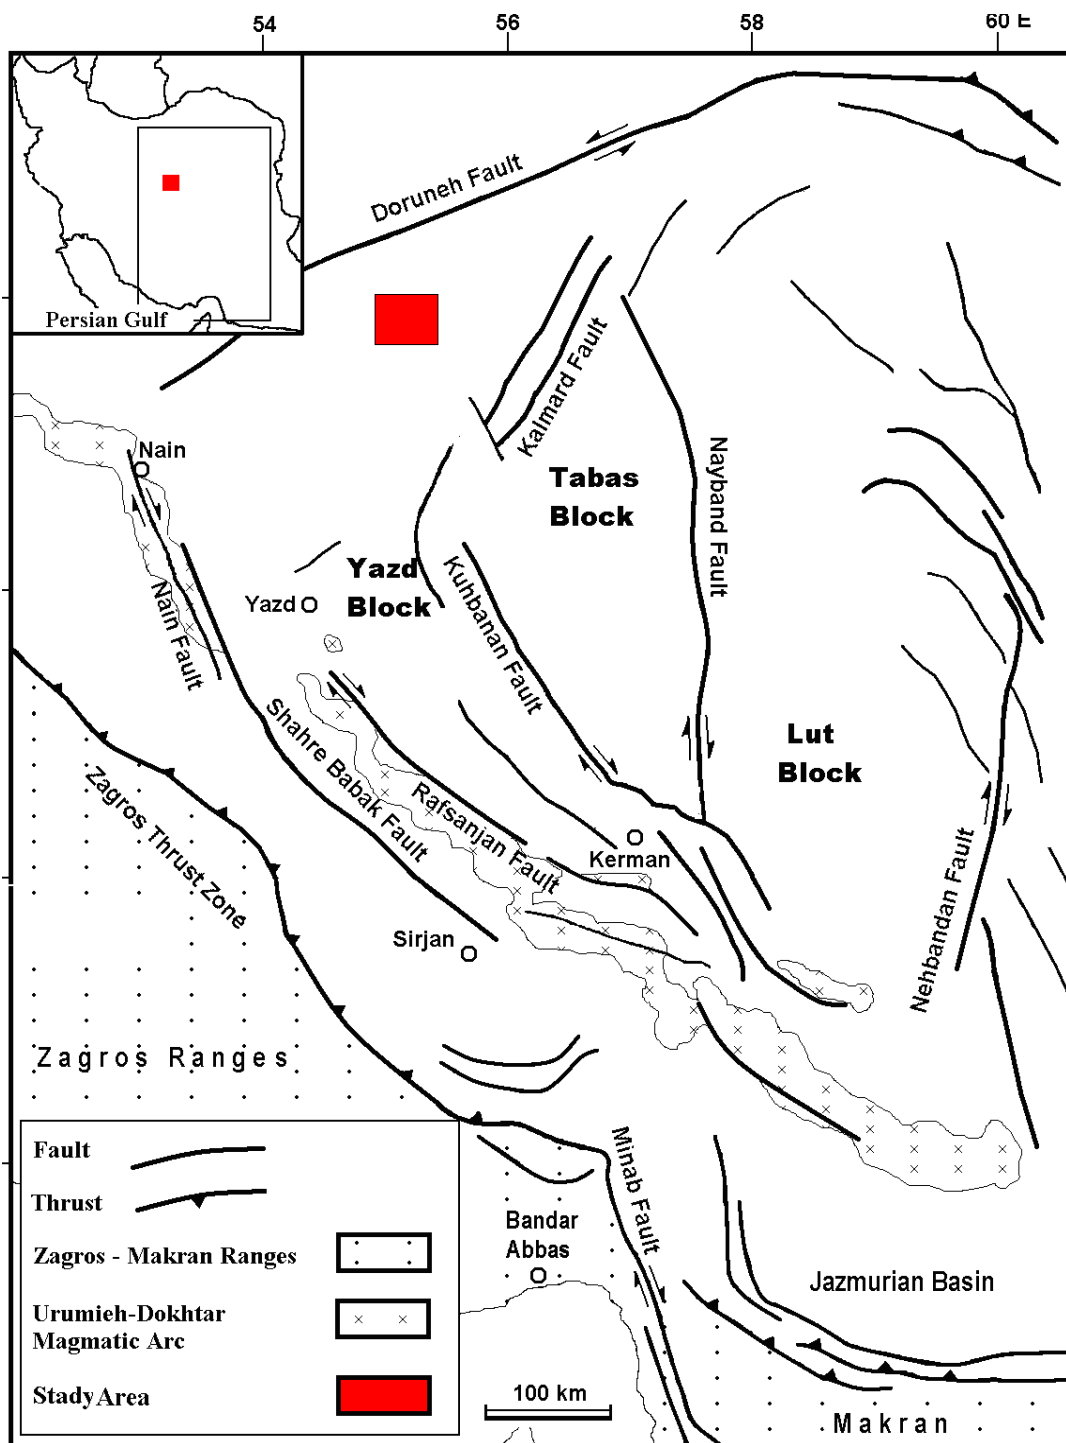 54
56
58
60 E
Persian Gulf
Doruneh Fault
Kalmard Fault
Nain
Tabas
Block
Nayband Fault
Yazd
Block
Yazd
Kuhbanan Fault
Nain Fault
Shahre Babak Fault
Rafsanjan Fault
Lut
Block
Zagros Thrust Zone
Kerman
Nehbandan Fault
Sirjan
Zagros Ranges
Minab Fault
Bandar
Abbas
Jazmurian Basin
Makran
100 km
Fault
Thrust
Zagros - Makran Ranges
Urumieh-Dokhtar
Magmatic Arc
Stady Area